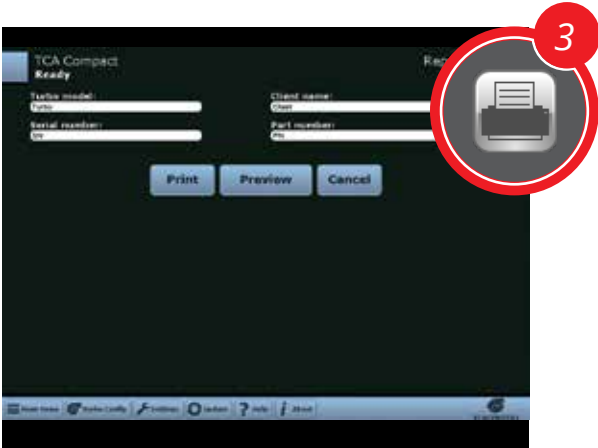 3
TCA Compact
Ready
Turbo model:
Turbo
Client name:
Client
Serial number:
Part number:
Print
Preview
Cancel
Main menu
Turbo Config
Settings
Help
About